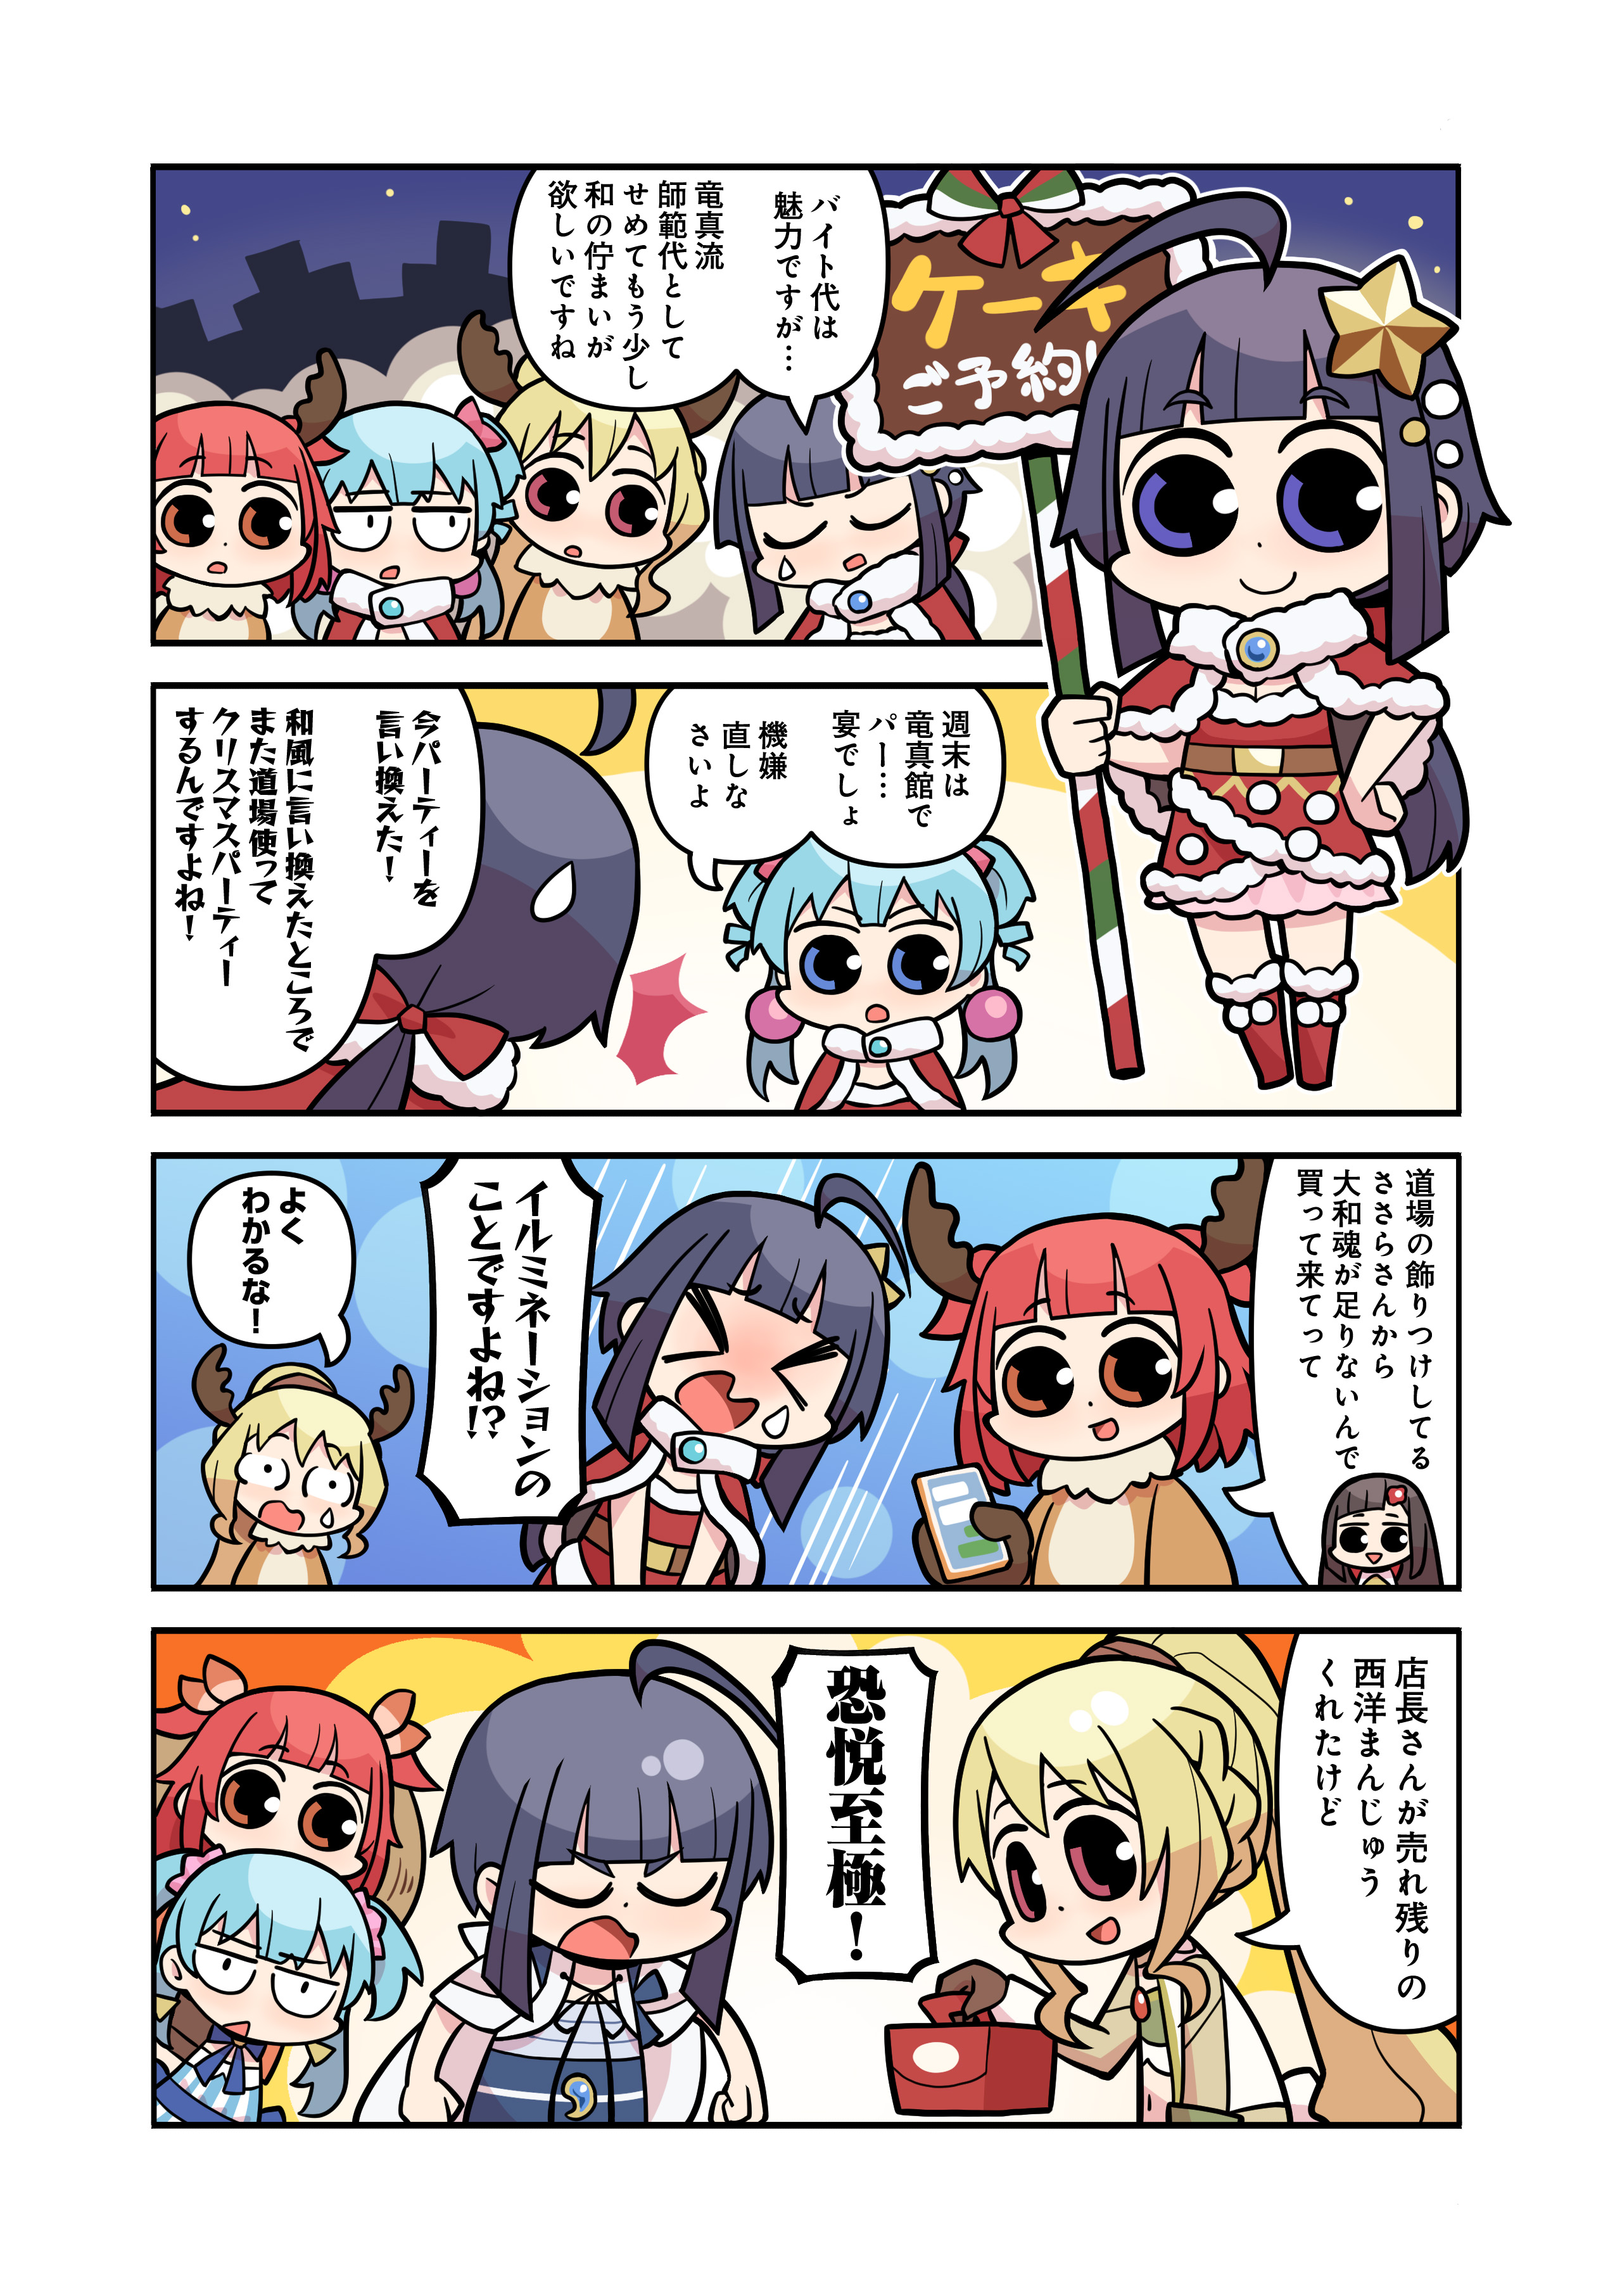 ケーキ
ご予約
バイト代は
魅力ですが…
竜真流
師範代として
せめてもう少し
和の佇まいが
欲しいですね
週末は
竜真館で
パー…
宴でしょ
機嫌
直しな
さいよ
今パーティーを
言い換えた！
和風に言い換えたところで
また道場使って
クリスマスパーティー
するんですよね！
道場の飾りつけしてる
ささらさんから
大和魂が足りないんで
買って来てって
イルミネーションの
ことですよね!?
よく
わかるな！
店長さんが売れ残りの
西洋まんじゅう
くれたけど
恐悦至極！